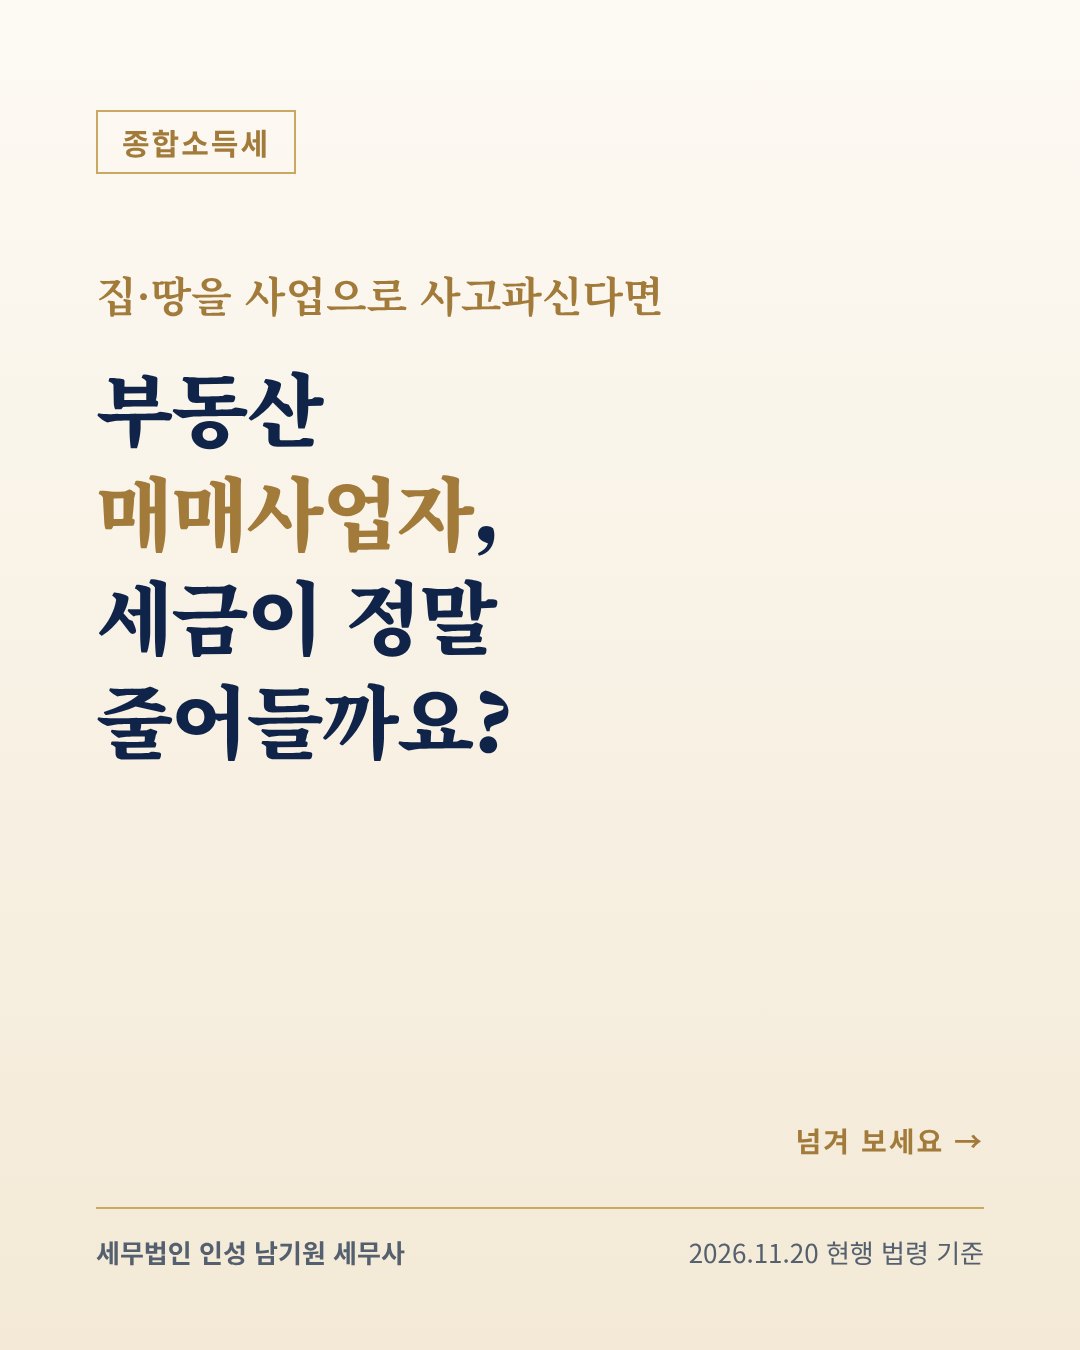 종합소득세
집·땅을 사업으로 사고파신다면
부동산
매매사업자,
세금이 정말
줄어들까요?
넘겨 보세요 →
세무법인 인성 남기원 세무사
2026.11.20 현행 법령 기준